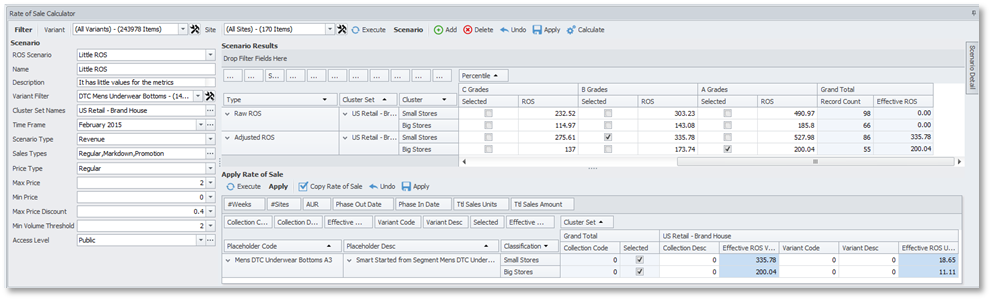 Rate of Sale Calculator
Filter Variant (All Variants) - (243978 Items) Site (All Sites) - (170 Items) Execute Scenario Add Delete Undo Apply Calculate
Scenario
ROS Scenario Little ROS
Name Little ROS
Description It has little values for the metrics
Variant Filter DTC Mens Underwear Bottoms - (14...
Cluster Set Names US Retail - Brand House
Time Frame February 2015
Scenario Type Revenue
Sales Types Regular,Markdown,Promotion
Price Type Regular
Max Price 2
Min Price 0
Max Price Discount 0.4
Min Volume Threshold 2
Access Level Public
Scenario Results
Drop Filter Fields Here
... ... S... ... ... ... ... ... ... Percentile
C Grades B Grades A Grades Grand Total
Type Cluster Set Cluster Selected ROS Selected ROS Selected ROS Record Count Effective ROS
Raw ROS US Retail - Br... Small Stores 232.52 303.23 490.97 98 0.00
Big Stores 114.97 143.08 185.8 66 0.00
Adjusted ROS US Retail - Br... Small Stores 275.61 335.78 527.98 86 335.78
Big Stores 137 173.74 200.04 55 200.04
Scenario Detail
Apply Rate of Sale
Execute Apply Copy Rate of Sale Undo Apply
#Weeks #Sites AUR Phase Out Date Phase In Date Ttl Sales Units Ttl Sales Amount
Collection C... Collection D... Effective ... Variant Code Variant Desc Selected Effective ... Cluster Set
Grand Total US Retail - Brand House
Placeholder Code Placeholder Desc Classification Collection Code Selected Collection Desc Effective ROS V... Variant Code Variant Desc Effective ROS U...
Mens DTC Underwear Bottoms A3 Smart Started from Segment Mens DTC Under... Small Stores 0 0 335.78 0 0 18.65
Big Stores 0 0 200.04 0 0 11.11